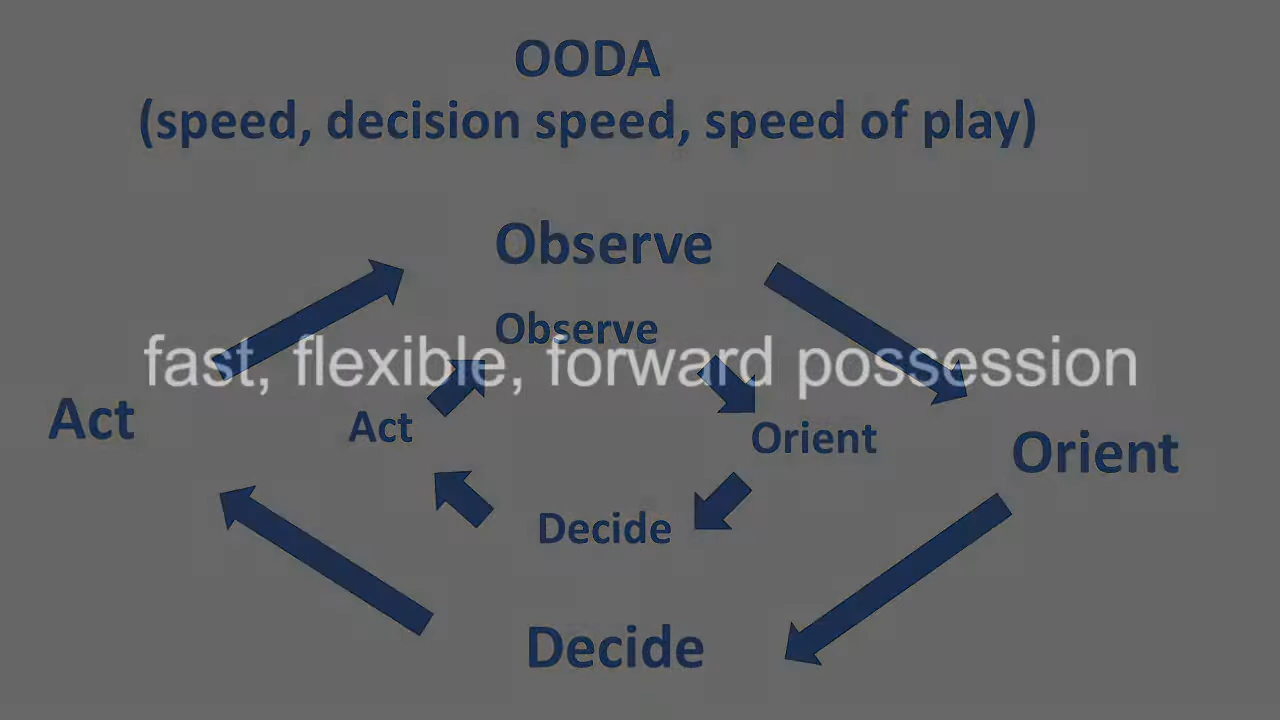 OODA
(speed, decision speed, speed of play)
Observe
Observe
fast, flexible, forward possession
Act
Act
Orient
Orient
Decide
Decide